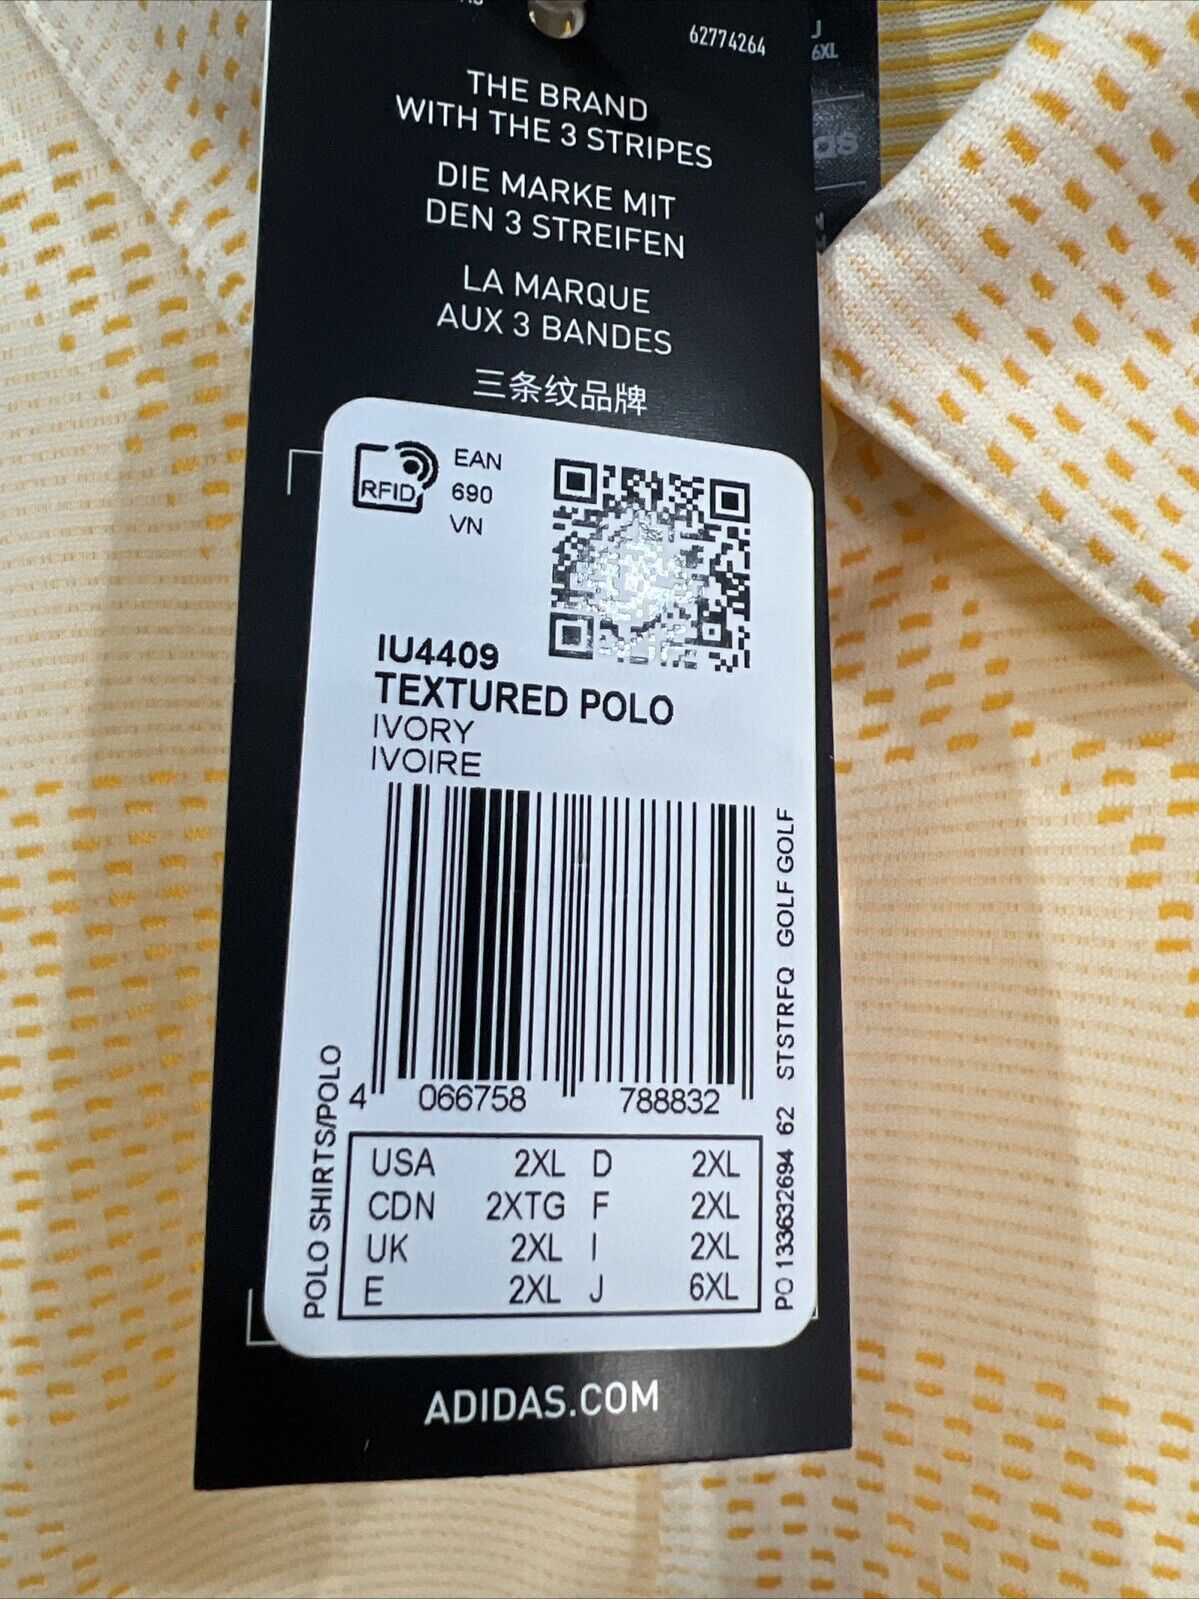 62774264
J
6XL
as
THE BRAND
WITH THE 3 STRIPES
DIE MARKE MIT
DEN 3 STREIFEN
LA MARQUE
AUX 3 BANDES
三条纹品牌
RFID
EAN
690
VN
IU4409
TEXTURED POLO
IVORY
IVOIRE
4 066758 788832
POLO SHIRTS/POLO
PO 133632694 62 STSTRFQ GOLF GOLF
USA 2XL D 2XL
CDN 2XTG F 2XL
UK 2XL I 2XL
E 2XL J 6XL
ADIDAS.COM